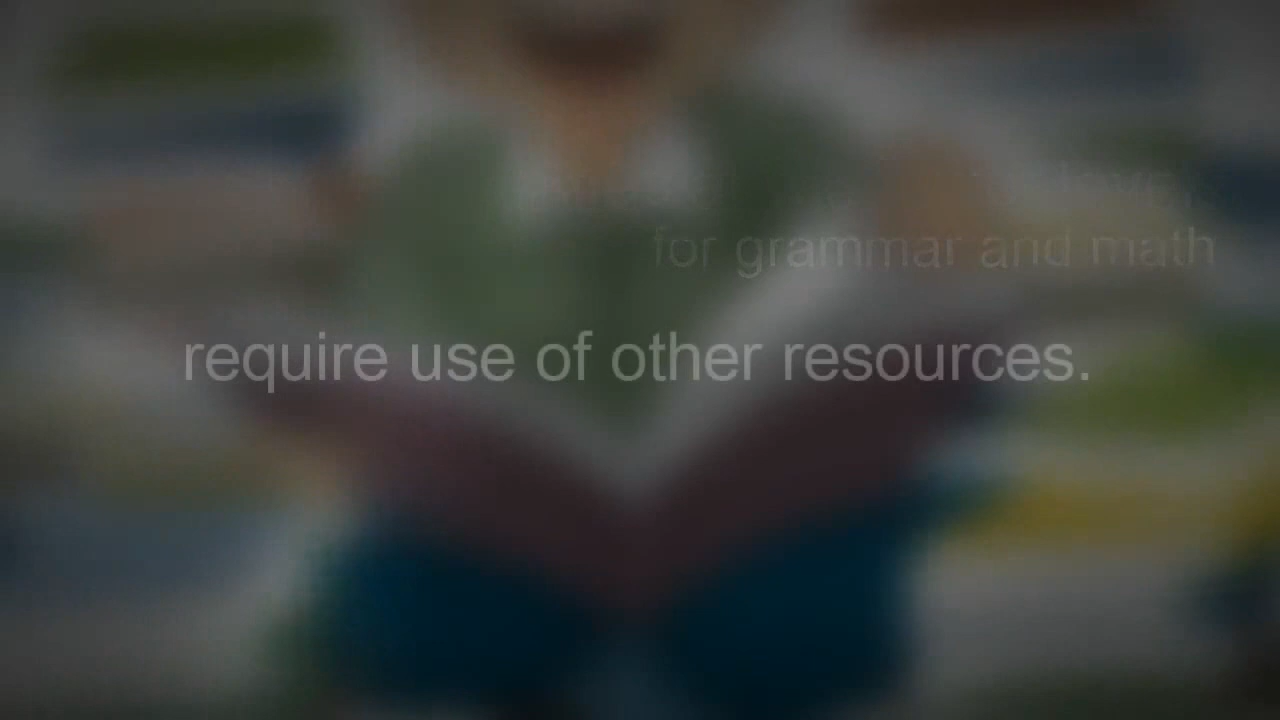 for grammar and math
require use of other resources.